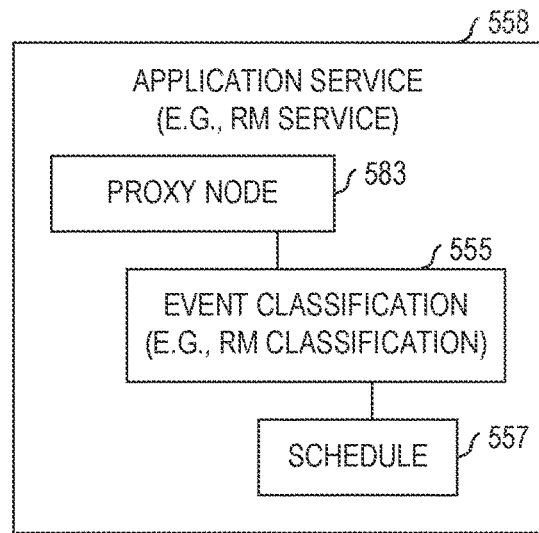 558
APPLICATION SERVICE
(E.G., RM SERVICE)
PROXY NODE
583
555
EVENT CLASSIFICATION
(E.G., RM CLASSIFICATION)
SCHEDULE
557